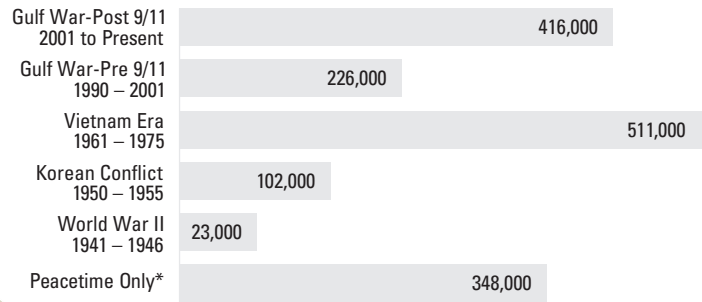 Gulf War-Post 9/11
2001 to Present
416,000
Gulf War-Pre 9/11
1990 – 2001
226,000
Vietnam Era
1961 – 1975
511,000
Korean Conflict
1950 – 1955
102,000
World War II
1941 – 1946
23,000
Peacetime Only*
348,000